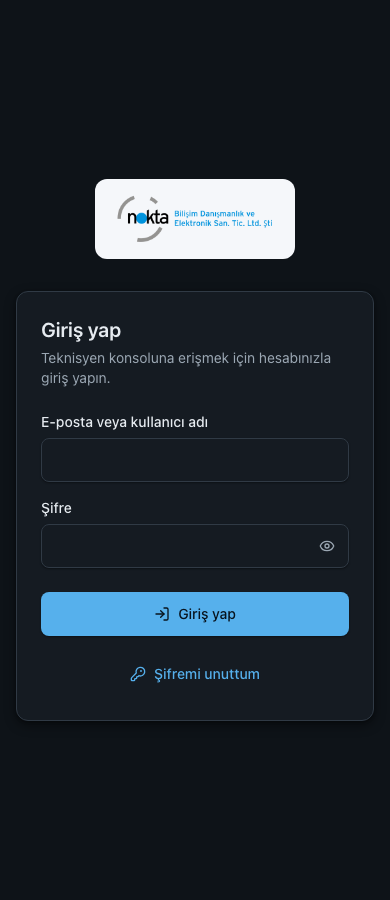 nokta
Bilişim Danışmanlık ve
Elektronik San. Tic. Ltd. Şti
Giriş yap
Teknisyen konsoluna erişmek için hesabınızla
giriş yapın.
E-posta veya kullanıcı adı
Şifre
Giriş yap
Şifremi unuttum